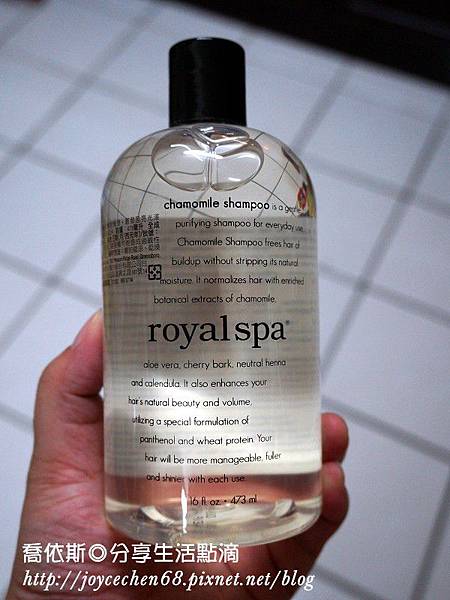 chamomile shampoo is a gentle
purifying shampoo for everyday use.
Chamomile Shampoo frees hair of
buildup without stripping its natural
moisture. It normalizes hair with enriched
botanical extracts of chamomile,
royal spa®
aloe vera, cherry bark, neutral henna
and calendula. It also enhances your
hair's natural beauty and volume,
utilizing a special formulation of
panthenol and wheat protein. Your
hair will be more manageable, fuller
and shinier with each use.
16 fl. oz • 473 ml
喬依斯◎分享生活點滴
http://joycechen68.pixnet.net/blog